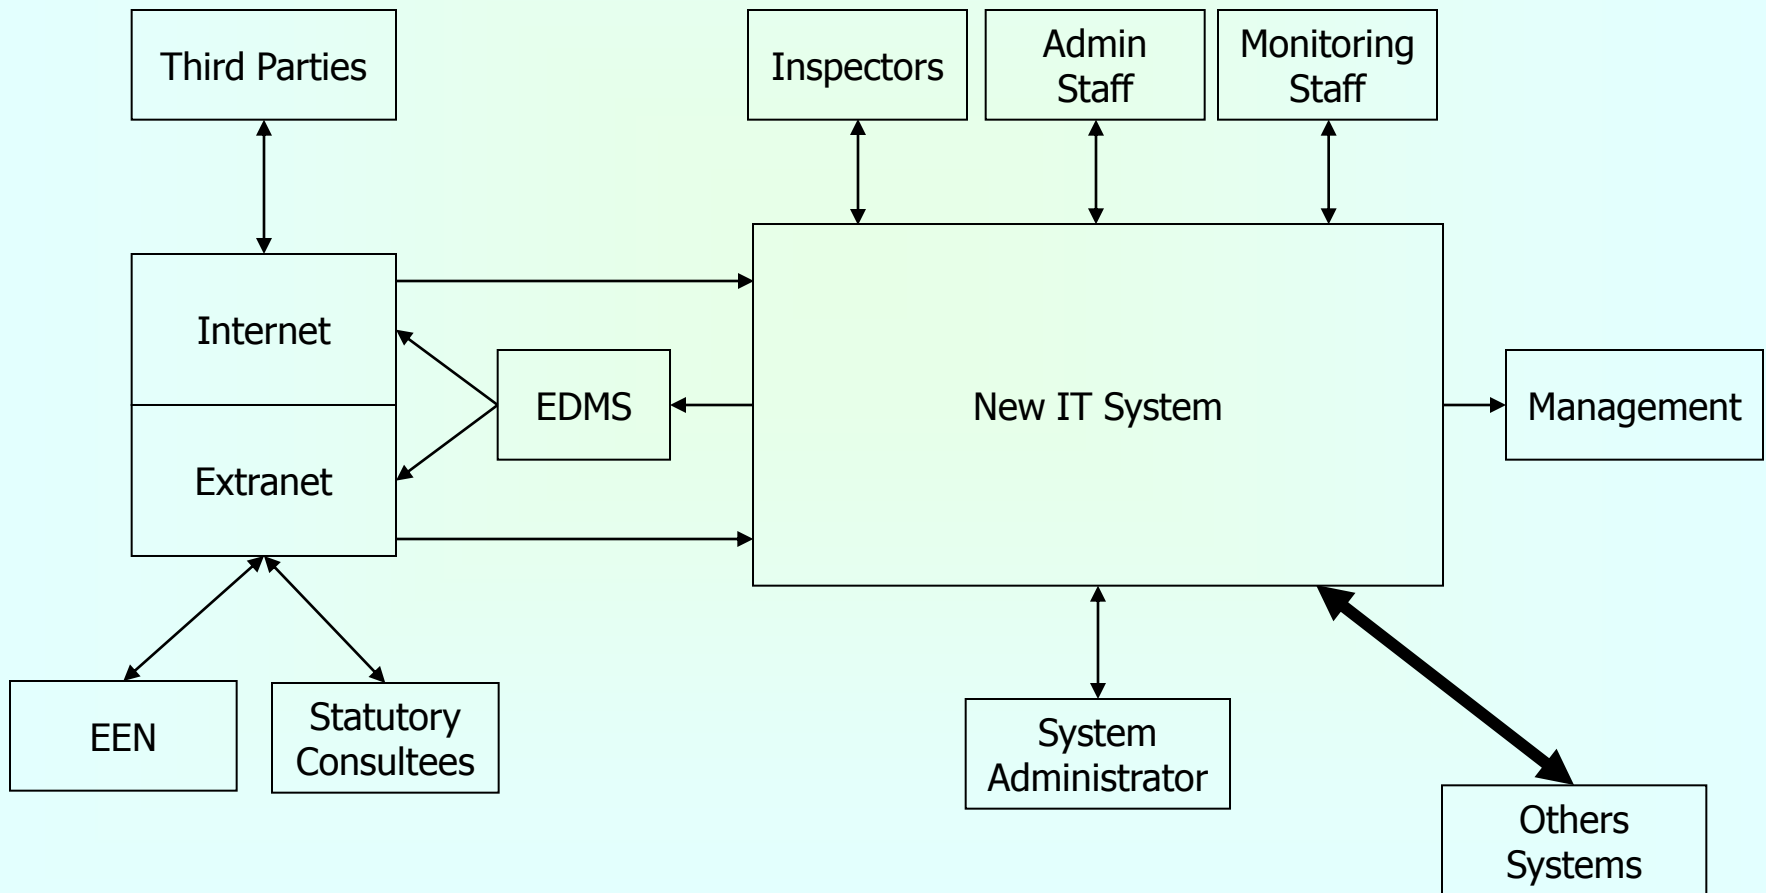 Third Parties
Inspectors
Admin
Staff
Monitoring
Staff
Internet
Extranet
EDMS
New IT System
Management
EEN
Statutory
Consultees
System
Administrator
Others
Systems